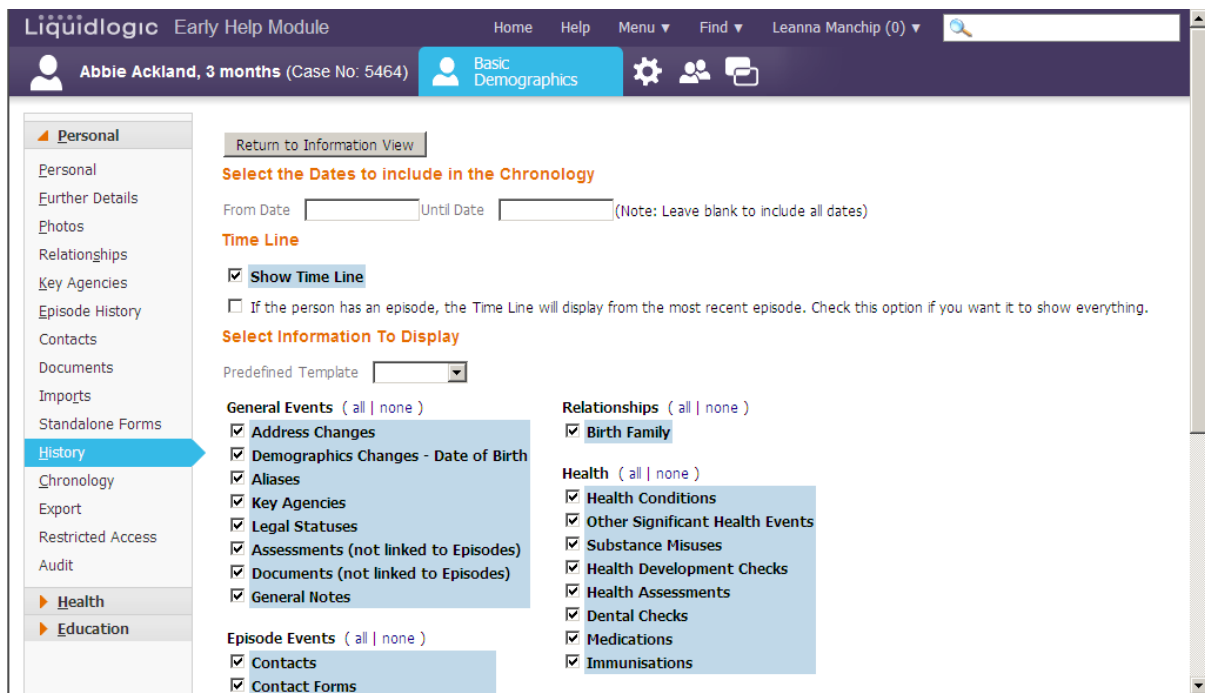 Liquidlogic Early Help Module Home Help Menu ▼ Find ▼ Leanna Manchip (0) ▼
Abbie Ackland, 3 months (Case No: 5464)
Basic
Demographics
Personal
Personal
Further Details
Photos
Relationships
Key Agencies
Episode History
Contacts
Documents
Imports
Standalone Forms
History
Chronology
Export
Restricted Access
Audit
Health
Education
Return to Information View
Select the Dates to include in the Chronology
From Date Until Date (Note: Leave blank to include all dates)
Time Line
Show Time Line
If the person has an episode, the Time Line will display from the most recent episode. Check this option if you want it to show everything.
Select Information To Display
Predefined Template
General Events ( all | none )
Address Changes
Demographics Changes - Date of Birth
Aliases
Key Agencies
Legal Statuses
Assessments (not linked to Episodes)
Documents (not linked to Episodes)
General Notes
Episode Events ( all | none )
Contacts
Contact Forms
Relationships ( all | none )
Birth Family
Health ( all | none )
Health Conditions
Other Significant Health Events
Substance Misuses
Health Development Checks
Health Assessments
Dental Checks
Medications
Immunisations